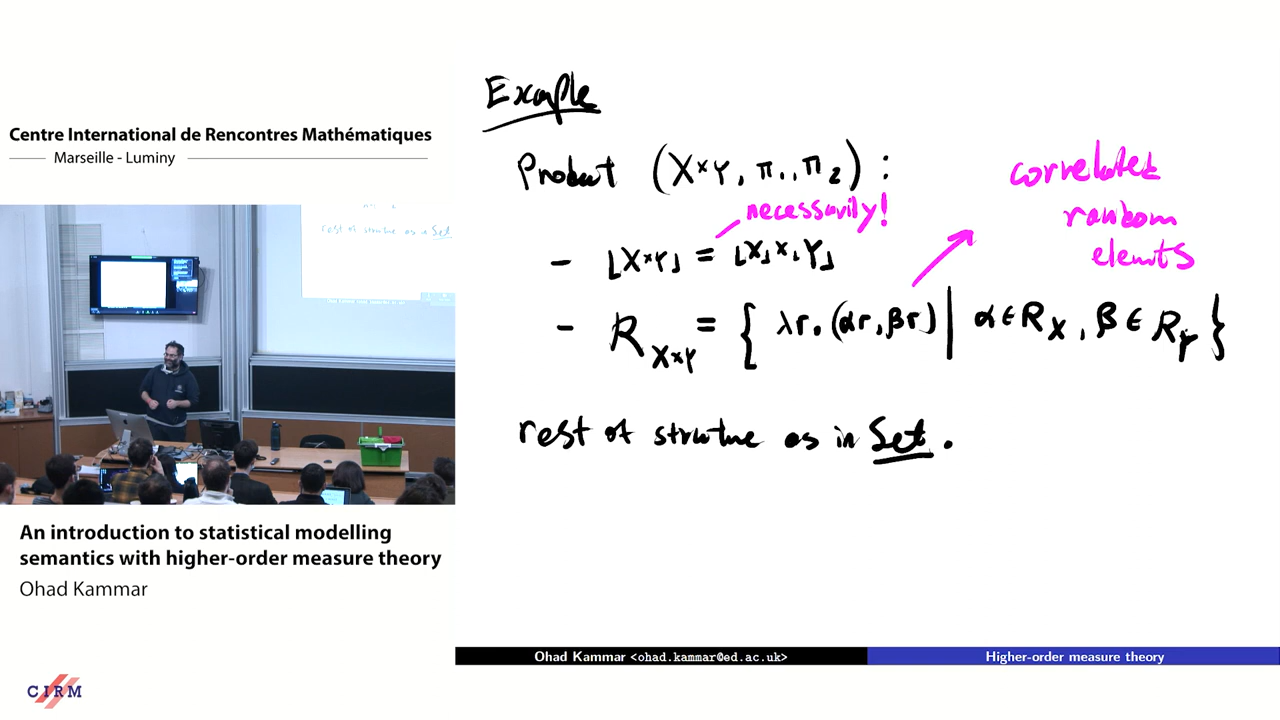 Centre International de Rencontres Mathématiques
Marseille - Luminy
An introduction to statistical modelling
semantics with higher-order measure theory
Ohad Kammar
CIRM
Example
Product (X×Y, π₁, π₂) :
necessarily!
- ⌊X×Y⌋ = ⌊X⌋×⌊Y⌋
correlated
random
elements
- R_{X×Y} = { λr. (αr, βr) | α ∈ R_X , β ∈ R_Y }
rest of structure as in Set.
Ohad Kammar <ohad.kammar@ed.ac.uk>
Higher-order measure theory